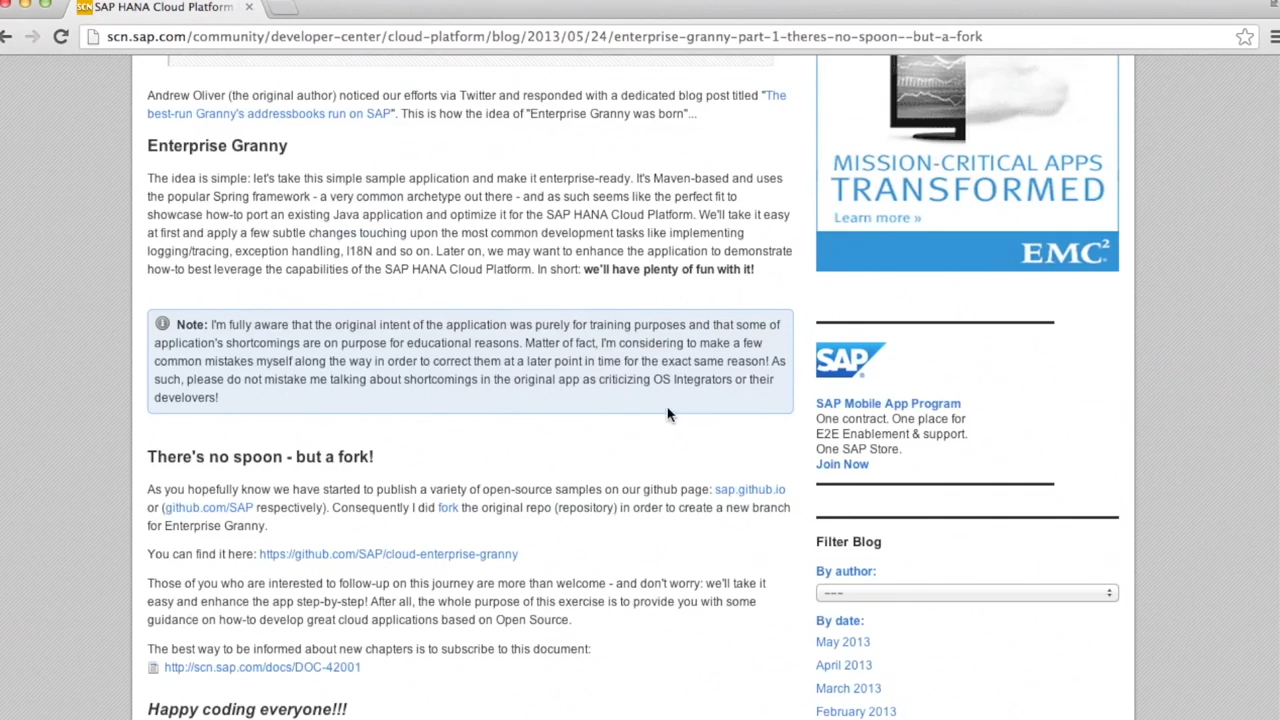 SAP HANA Cloud Platform
scn.sap.com/community/developer-center/cloud-platform/blog/2013/05/24/enterprise-granny-part-1-theres-no-spoon--but-a-fork
Andrew Oliver (the original author) noticed our efforts via Twitter and responded with a dedicated blog post titled "The
best-run Granny's addressbooks run on SAP". This is how the idea of "Enterprise Granny was born"...
Enterprise Granny
The idea is simple: let's take this simple sample application and make it enterprise-ready. It's Maven-based and uses
the popular Spring framework - a very common archetype out there - and as such seems like the perfect fit to
showcase how-to port an existing Java application and optimize it for the SAP HANA Cloud Platform. We'll take it easy
at first and apply a few subtle changes touching upon the most common development tasks like implementing
logging/tracing, exception handling, I18N and so on. Later on, we may want to enhance the application to demonstrate
how-to best leverage the capabilities of the SAP HANA Cloud Platform. In short: we'll have plenty of fun with it!
Note: I'm fully aware that the original intent of the application was purely for training purposes and that some of
application's shortcomings are on purpose for educational reasons. Matter of fact, I'm considering to make a few
common mistakes myself along the way in order to correct them at a later point in time for the exact same reason! As
such, please do not mistake me talking about shortcomings in the original app as criticizing OS Integrators or their
develovers!
There's no spoon - but a fork!
As you hopefully know we have started to publish a variety of open-source samples on our github page: sap.github.io
or (github.com/SAP respectively). Consequently I did fork the original repo (repository) in order to create a new branch
for Enterprise Granny.
You can find it here: https://github.com/SAP/cloud-enterprise-granny
Those of you who are interested to follow-up on this journey are more than welcome - and don't worry: we'll take it
easy and enhance the app step-by-step! After all, the whole purpose of this exercise is to provide you with some
guidance on how-to develop great cloud applications based on Open Source.
The best way to be informed about new chapters is to subscribe to this document:
http://scn.sap.com/docs/DOC-42001
Happy coding everyone!!!
MISSION-CRITICAL APPS
TRANSFORMED
Learn more »
EMC²
SAP
SAP Mobile App Program
One contract. One place for
E2E Enablement & support.
One SAP Store.
Join Now
Filter Blog
By author:
---
By date:
May 2013
April 2013
March 2013
February 2013